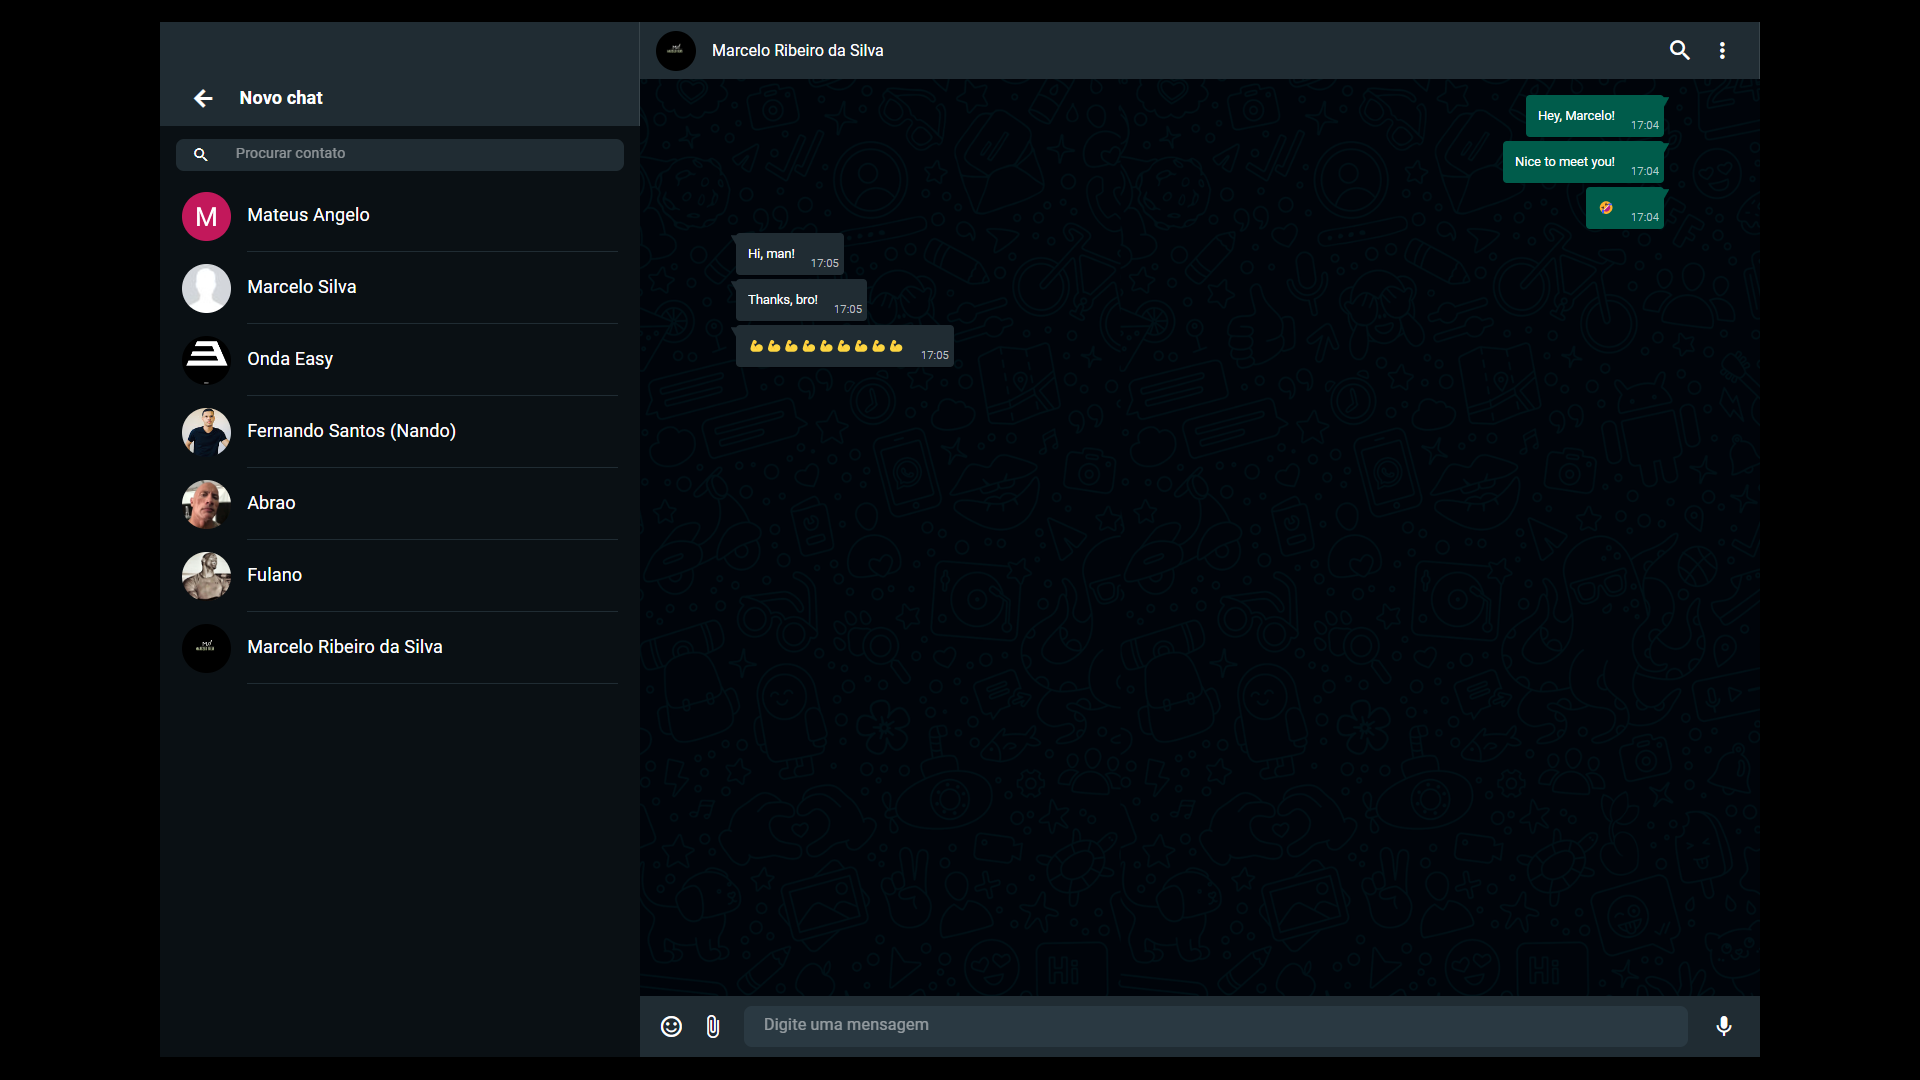 Novo chat
Procurar contato
M
Mateus Angelo
Marcelo Silva
Onda Easy
Fernando Santos (Nando)
Abrao
Fulano
Marcelo Ribeiro da Silva
Marcelo Ribeiro da Silva
Hey, Marcelo!
17:04
Nice to meet you!
17:04
🤣
17:04
Hi, man!
17:05
Thanks, bro!
17:05
💪💪💪💪💪💪💪💪💪
17:05
Hi
Hi
Digite uma mensagem